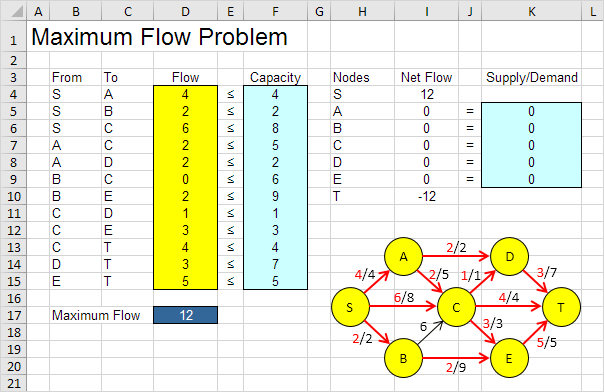 A B C D E F G H I J K L
1 Maximum Flow Problem
2
3 From To Flow Capacity Nodes Net Flow Supply/Demand
4 S A 4 ≤ 4 S 12
5 S B 2 ≤ 2 A 0 = 0
6 S C 6 ≤ 8 B 0 = 0
7 A C 2 ≤ 5 C 0 = 0
8 A D 2 ≤ 2 D 0 = 0
9 B C 0 ≤ 6 E 0 = 0
10 B E 2 ≤ 9 T -12
11 C D 1 ≤ 1
12 C E 3 ≤ 3
13 C T 4 ≤ 4
14 D T 3 ≤ 7
15 E T 5 ≤ 5
16
17 Maximum Flow 12
18
19
20
21
2/2
A D
4/4 2/5 1/1 3/7
6/8 4/4
S C T
2/2 6 3/3 5/5
B E
2/9